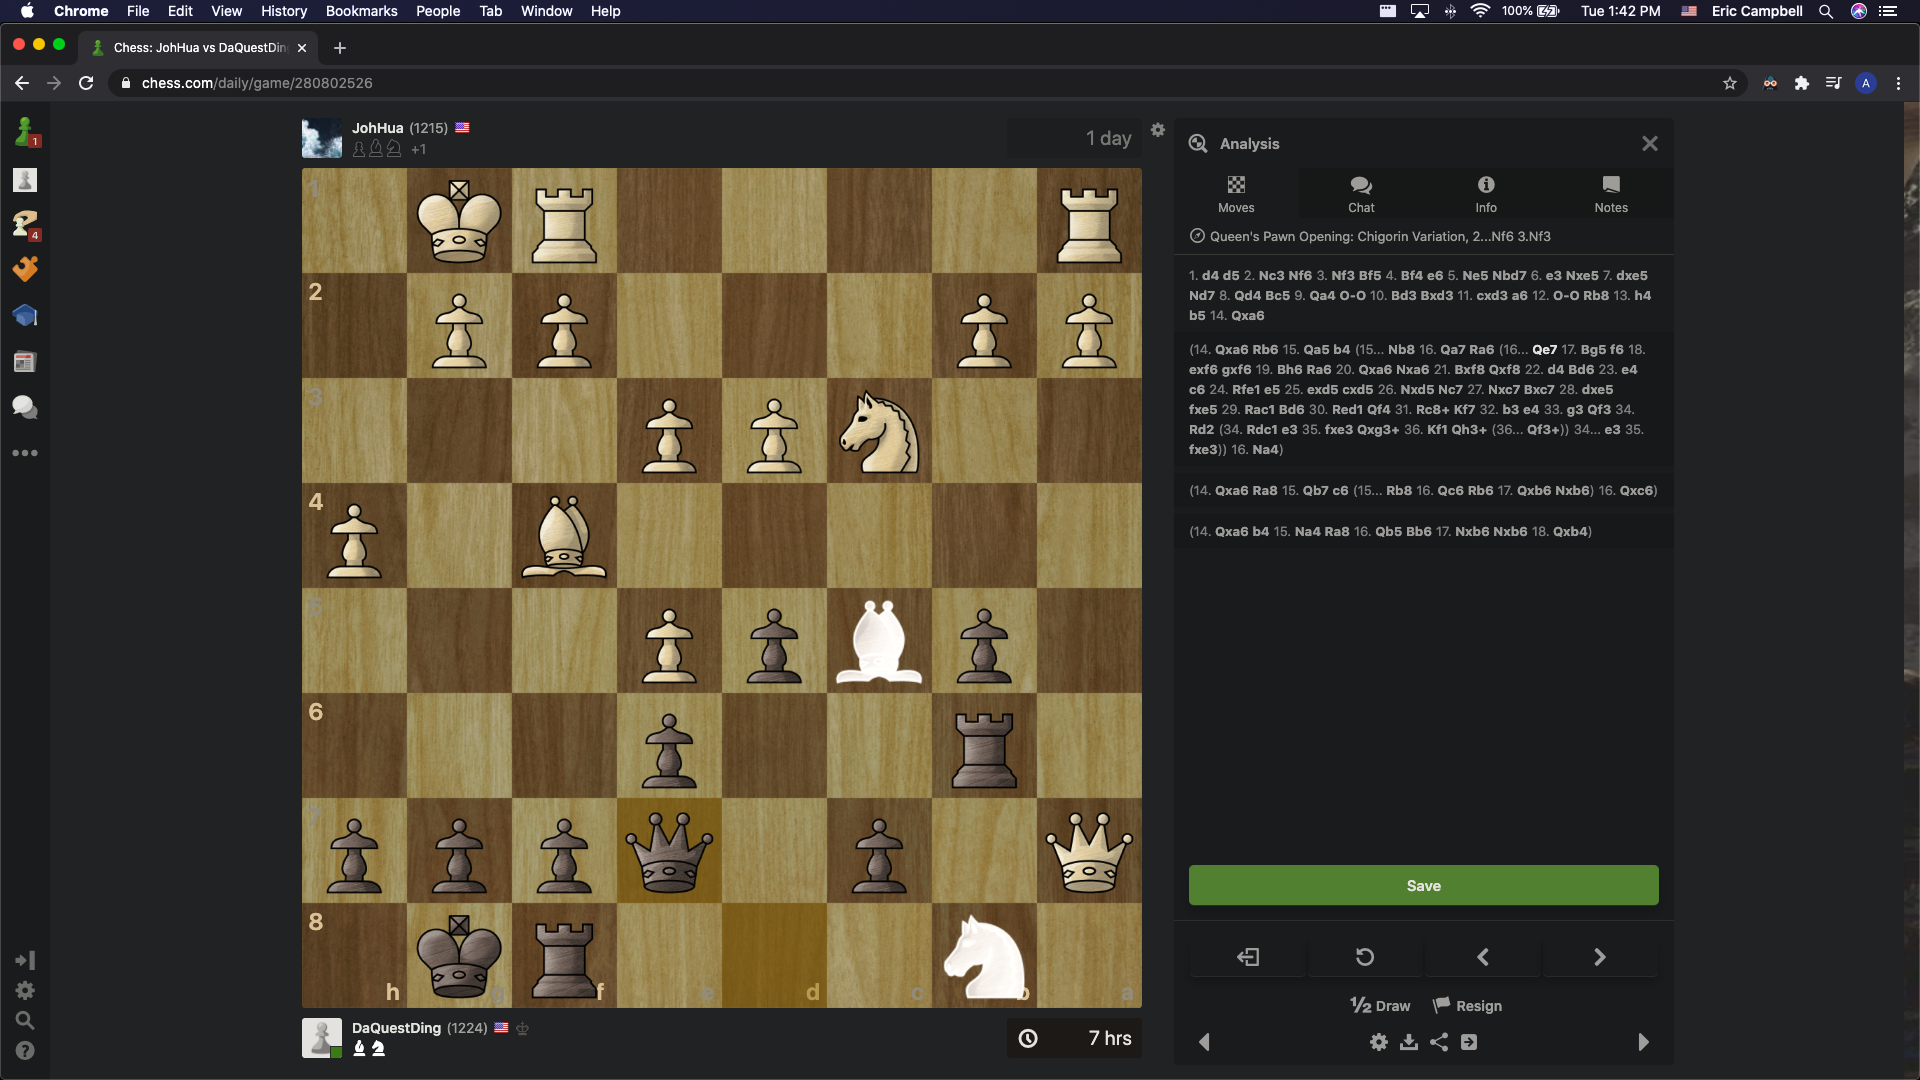 Chrome File Edit View History Bookmarks People Tab Window Help 100% Tue 1:42 PM Eric Campbell
Chess: JohHua vs DaQuestDin
chess.com/daily/game/280802526
A
1
4
JohHua (1215)
+1
1 day
1
2
3
4
5
6
7
8
h g f e d c b a
DaQuestDing (1224)
7 hrs
Analysis
Moves Chat Info Notes
Queen's Pawn Opening: Chigorin Variation, 2...Nf6 3.Nf3
1. d4 d5 2. Nc3 Nf6 3. Nf3 Bf5 4. Bf4 e6 5. Ne5 Nbd7 6. e3 Nxe5 7. dxe5
Nd7 8. Qd4 Bc5 9. Qa4 O-O 10. Bd3 Bxd3 11. cxd3 a6 12. O-O Rb8 13. h4
b5 14. Qxa6
(14. Qxa6 Rb6 15. Qa5 b4 (15... Nb8 16. Qa7 Ra6 (16... Qe7 17. Bg5 f6 18.
exf6 gxf6 19. Bh6 Ra6 20. Qxa6 Nxa6 21. Bxf8 Qxf8 22. d4 Bd6 23. e4
c6 24. Rfe1 e5 25. exd5 cxd5 26. Nxd5 Nc7 27. Nxc7 Bxc7 28. dxe5
fxe5 29. Rac1 Bd6 30. Red1 Qf4 31. Rc8+ Kf7 32. b3 e4 33. g3 Qf3 34.
Rd2 (34. Rdc1 e3 35. fxe3 Qxg3+ 36. Kf1 Qh3+ (36... Qf3+)) 34... e3 35.
fxe3)) 16. Na4)
(14. Qxa6 Ra8 15. Qb7 c6 (15... Rb8 16. Qc6 Rb6 17. Qxb6 Nxb6) 16. Qxc6)
(14. Qxa6 b4 15. Na4 Ra8 16. Qb5 Bb6 17. Nxb6 Nxb6 18. Qxb4)
Save
½ Draw Resign